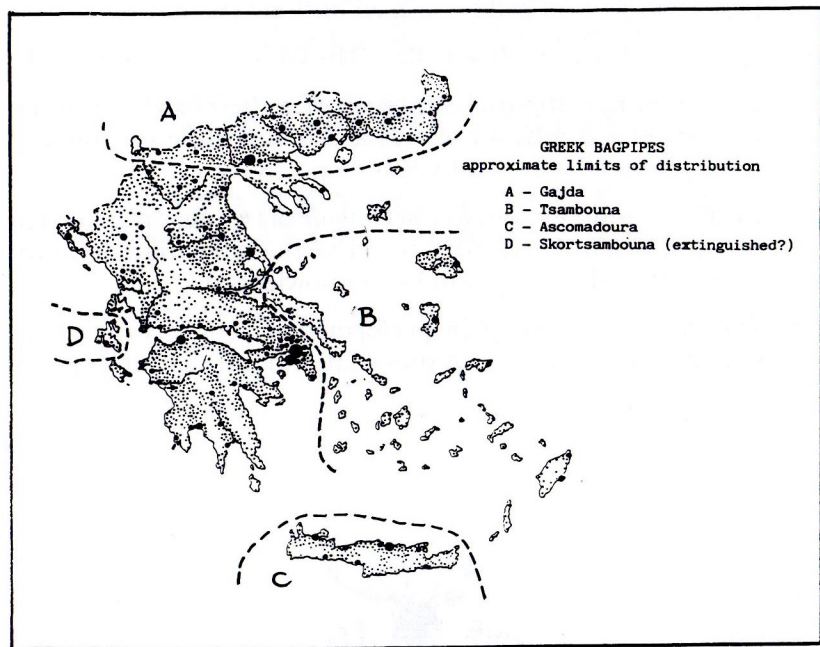 A
GREEK BAGPIPES
approximate limits of distribution
A - Gajda
B - Tsambouna
C - Ascomadoura
D - Skortsambouna (extinguished?)
B
D
C